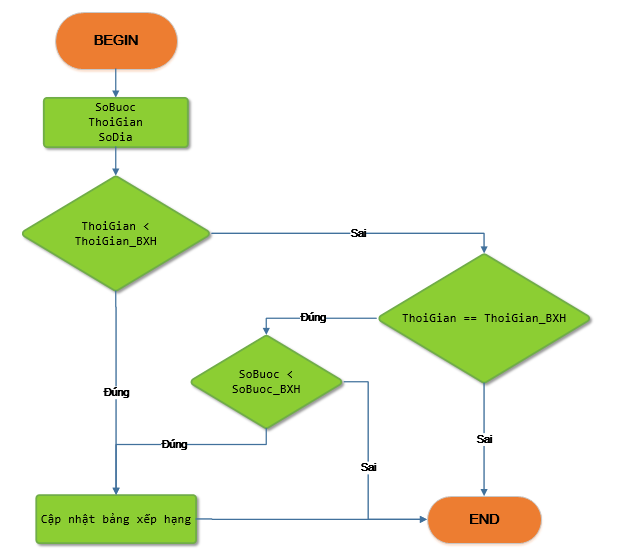 BEGIN
SoBuoc
ThoiGian
SoDia
ThoiGian <
ThoiGian_BXH
Sai
ThoiGian == ThoiGian_BXH
Đúng
SoBuoc <
SoBuoc_BXH
Đúng
Đúng
Sai
Sai
Cập nhật bảng xếp hạng
END